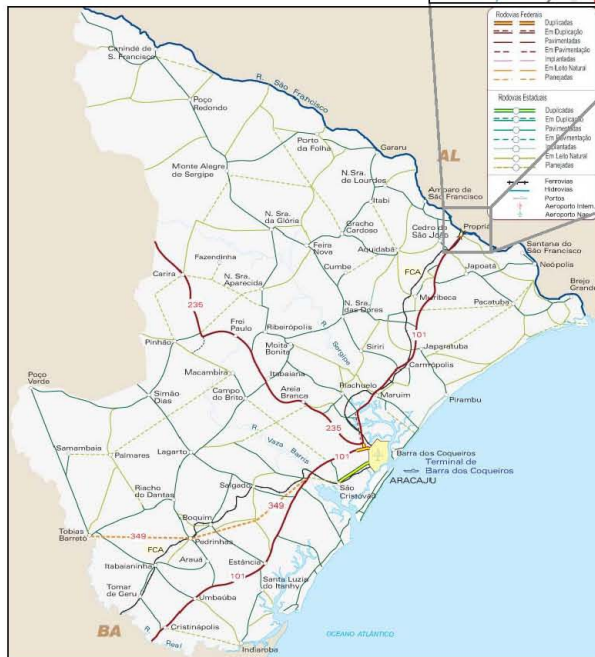 Rodovias Federais
Duplicadas
Em Duplicação
Pavimentadas
Em Pavimentação
Implantadas
Em Leito Natural
Planejadas
Rodovias Estaduais
Duplicadas
Em Duplicação
Pavimentadas
Em Pavimentação
Implantadas
Em Leito Natural
Planejadas
Ferrovias
Hidrovias
Portos
Aeroporto Intern.
Aeroporto Nac.
Canindé de
S. Francisco
R. São Francisco
Poço
Redondo
Porto
da Folha
Gararu
AL
Monte Alegre
de Sergipe
N.Sra.
de Lourdes
Itabi
Amparo de
São Francisco
Propriá
N. Sra.
da Glória
Gracho
Cardoso
Cedro de
São João
Santana do
São Francisco
Feira
Nova
Aquidabã
Neópolis
Fazendinha
Cumbe
FCA
Japoatã
Carira
N. Sra.
Aparecida
Muribeca
Brejo
Grande
Pacatuba
235
N.Sra.
das Dores
Frei
Paulo
Ribeirópolis
R. Sergipe
101
Pinhão
Moita
Bonita
Siriri
Japaratuba
Carmópolis
Macambira
Itabaiana
Poço
Verde
Simão
Dias
Campo
do Brito
Areia
Branca
Riachuelo
Maruim
Pirambu
235
R. Vaza Barris
101
Barra dos Coqueiros
Samambaia
Palmares
Lagarto
Terminal de
Barra dos Coqueiros
ARACAJU
Riacho
do Dantas
Salgado
São
Cristovão
349
Boquim
Tobias
Barreto
349
Pedrinhas
FCA
Itabaianinha
Arauá
Estância
101
Santa Luzia
do Itanhy
Tomar
de Geru
Umbaúba
Cristinápolis
R. Real
BA
Indiaroba
OCEANO ATLÂNTICO